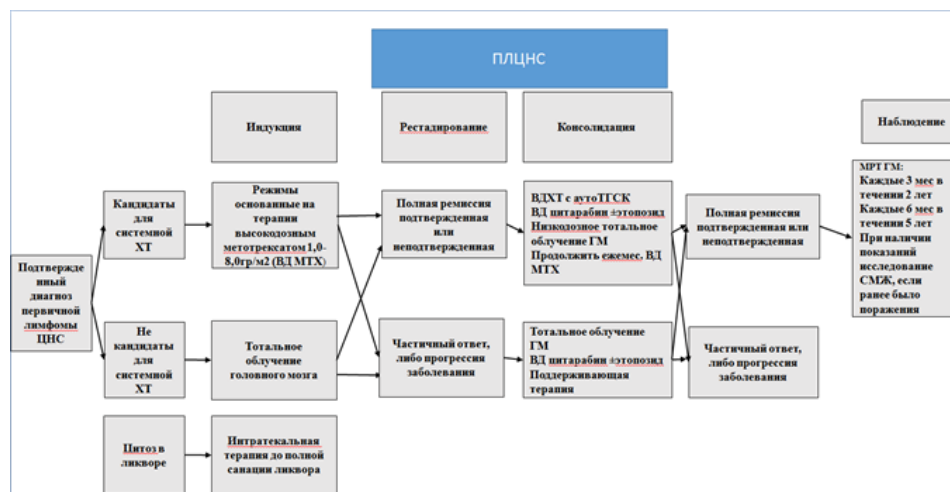 ПЛЦНС
Индукция
Рестадирование
Консолидация
Наблюдение
Подтвержде
нный
диагноз
первичной
лимфомы
ЦНС
Кандидаты
для
системной
ХТ
Режимы
основанные на
терапии
высокодозным
метотрексатом 1,0-
8,0гр/м2 (ВД МТХ)
Полная ремиссия
подтвержденная
или
неподтвержденная
ВДХТ с аутоТГСК
ВД цитарабин ±этопозид
Низкодозное тотальное
облучение ГМ
Продолжить ежемес. ВД
МТХ
Полная ремиссия
подтвержденная или
неподтвержденная
МРТ ГМ:
Каждые 3 мес в
течении 2 лет
Каждые 6 мес в
течении 5 лет
При наличии
показаний
исследование
СМЖ, если
ранее было
поражения
Не
кандидаты
для
системной
ХТ
Тотальное
облучение
головного мозга
Частичный ответ,
либо прогрессия
заболевания
Тотальное облучение
ГМ
ВД цитарабин ±этопозид
Поддерживающая
терапия
Частичный ответ,
либо прогрессия
заболевания
Цитоз в
ликворе
Интратекальная
терапия до полной
санации ликвора